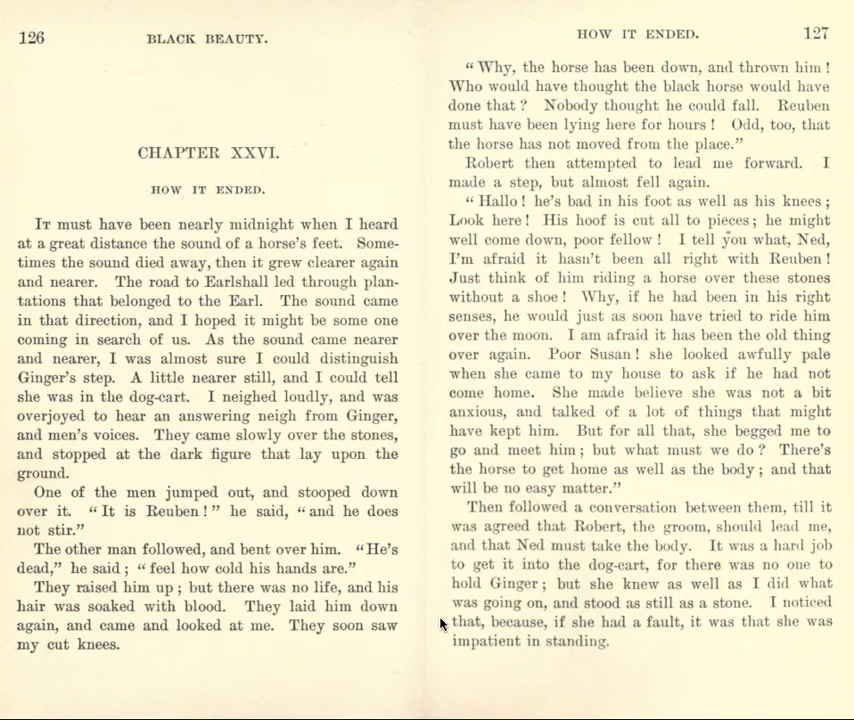 126
BLACK BEAUTY.
CHAPTER XXVI.
HOW IT ENDED.
IT must have been nearly midnight when I heard
at a great distance the sound of a horse's feet. Some-
times the sound died away, then it grew clearer again
and nearer. The road to Earlshall led through plan-
tations that belonged to the Earl. The sound came
in that direction, and I hoped it might be some one
coming in search of us. As the sound came nearer
and nearer, I was almost sure I could distinguish
Ginger's step. A little nearer still, and I could tell
she was in the dog-cart. I neighed loudly, and was
overjoyed to hear an answering neigh from Ginger,
and men's voices. They came slowly over the stones,
and stopped at the dark figure that lay upon the
ground.
One of the men jumped out, and stooped down
over it. "It is Reuben!" he said, "and he does
not stir."
The other man followed, and bent over him. "He's
dead," he said; "feel how cold his hands are."
They raised him up; but there was no life, and his
hair was soaked with blood. They laid him down
again, and came and looked at me. They soon saw
my cut knees.
HOW IT ENDED.
127
"Why, the horse has been down, and thrown him!
Who would have thought the black horse would have
done that? Nobody thought he could fall. Reuben
must have been lying here for hours! Odd, too, that
the horse has not moved from the place."
Robert then attempted to lead me forward. I
made a step, but almost fell again.
"Hallo! he's bad in his foot as well as his knees;
Look here! His hoof is cut all to pieces; he might
well come down, poor fellow! I tell you what, Ned,
I'm afraid it hasn't been all right with Reuben!
Just think of him riding a horse over these stones
without a shoe! Why, if he had been in his right
senses, he would just as soon have tried to ride him
over the moon. I am afraid it has been the old thing
over again. Poor Susan! she looked awfully pale
when she came to my house to ask if he had not
come home. She made believe she was not a bit
anxious, and talked of a lot of things that might
have kept him. But for all that, she begged me to
go and meet him; but what must we do? There's
the horse to get home as well as the body; and that
will be no easy matter."
Then followed a conversation between them, till it
was agreed that Robert, the groom, should lead me,
and that Ned must take the body. It was a hard job
to get it into the dog-cart, for there was no one to
hold Ginger; but she knew as well as I did what
was going on, and stood as still as a stone. I noticed
that, because, if she had a fault, it was that she was
impatient in standing.